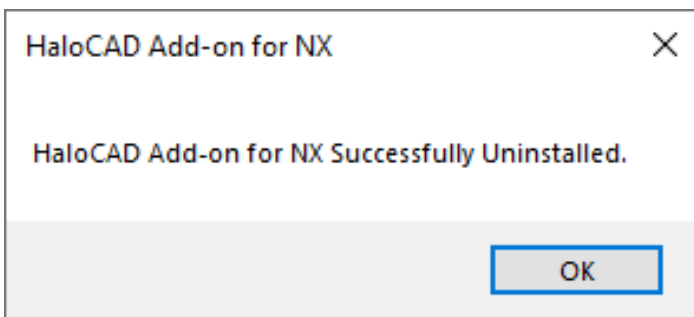 HaloCAD Add-on for NX
HaloCAD Add-on for NX Successfully Uninstalled.
OK